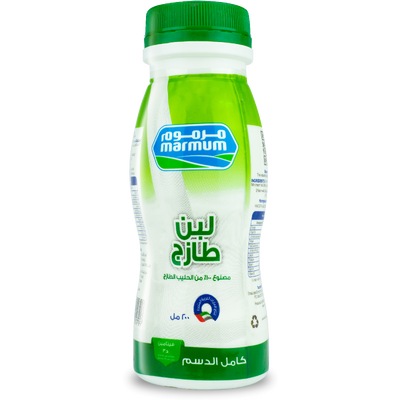 مرموم
marmum
لبن
طازج
مصنوع ١٠٠٪ من الحليب الطازج
٢٠٠ مل
كامل الدسم